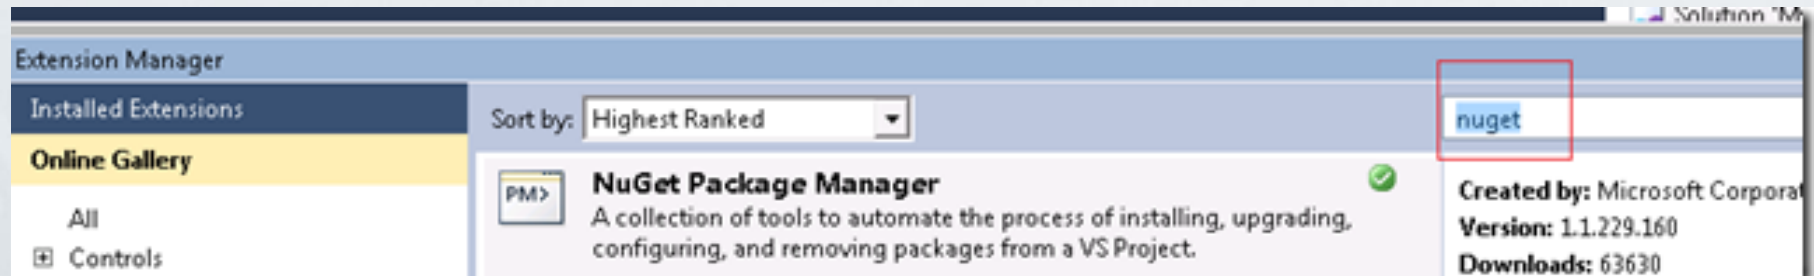 Solution "M
Extension Manager
Installed Extensions
Online Gallery
All
Controls
Sort by: Highest Ranked
nuget
PM>
NuGet Package Manager
A collection of tools to automate the process of installing, upgrading,
configuring, and removing packages from a VS Project.
Created by: Microsoft Corporat
Version: 1.1.229.160
Downloads: 63630